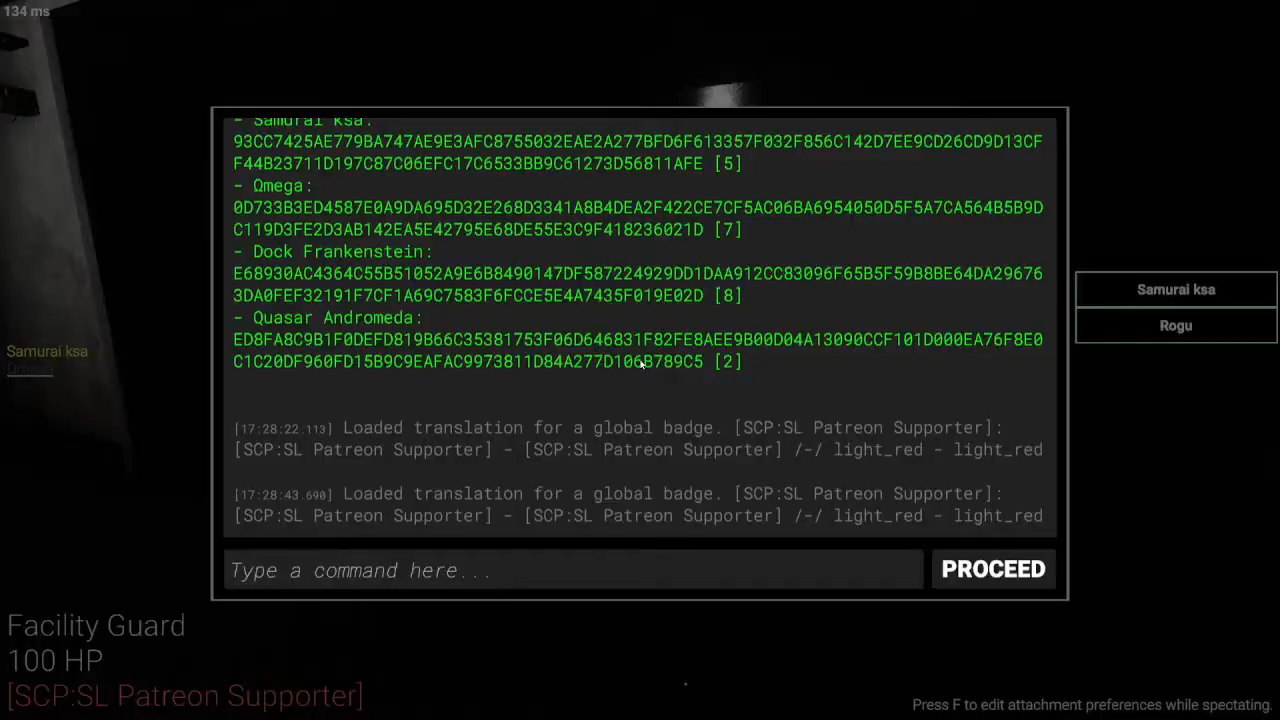 134 ms
- Samurai ksa:
93CC7425AE779BA747AE9E3AFC8755032EAE2A277BFD6F613357F032F856C142D7EE9CD26CD9D13CF
F44B23711D197C87C06EFC17C6533BB9C61273D56811AFE [5]
- Ωmega:
0D733B3ED4587E0A9DA695D32E268D3341A8B4DEA2F422CE7CF5AC06BA6954050D5F5A7CA564B5B9D
C119D3FE2D3AB142EA5E42795E68DE55E3C9F418236021D [7]
- Dock Frankenstein:
E68930AC4364C55B51052A9E6B8490147DF587224929DD1DAA912CC83096F65B5F59B8BE64DA29676
3DA0FEF32191F7CF1A69C7583F6FCCE5E4A7435F019E02D [8]
- Quasar Andromeda:
ED8FA8C9B1F0DEFD819B66C35381753F06D646831F82FE8AEE9B00D04A13090CCF101D000EA76F8E0
C1C20DF960FD15B9C9EAFAC9973811D84A277D106B789C5 [2]
[17:28:22.113] Loaded translation for a global badge. [SCP:SL Patreon Supporter]:
[SCP:SL Patreon Supporter] - [SCP:SL Patreon Supporter] /-/ light_red - light_red
[17:28:43.690] Loaded translation for a global badge. [SCP:SL Patreon Supporter]:
[SCP:SL Patreon Supporter] - [SCP:SL Patreon Supporter] /-/ light_red - light_red
Type a command here...
PROCEED
Samurai ksa
Rogu
Samurai ksa
Facility Guard
100 HP
[SCP:SL Patreon Supporter]
Press F to edit attachment preferences while spectating.